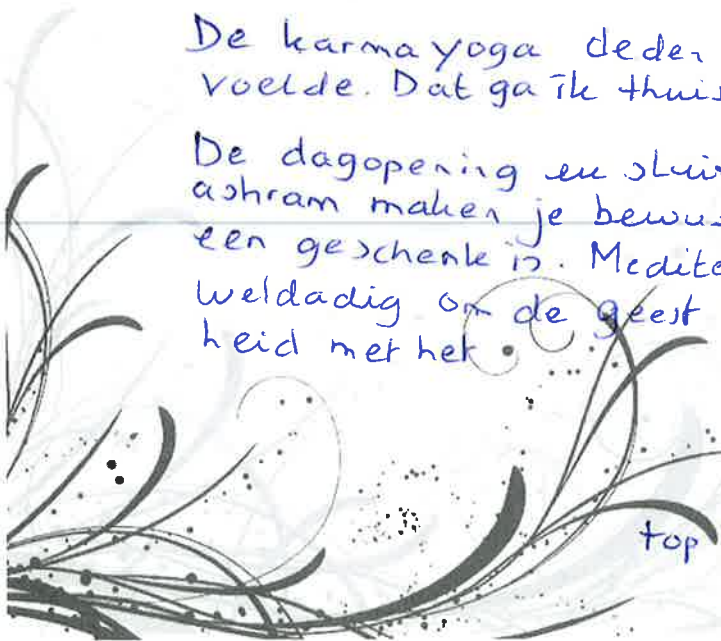 De karma yoga deden
voelde. Dat ga ik thuis
De dagopening en sluit
ashram maken je bewus
een geschenk is. Medite
weldadig om de geest
heid met het
top